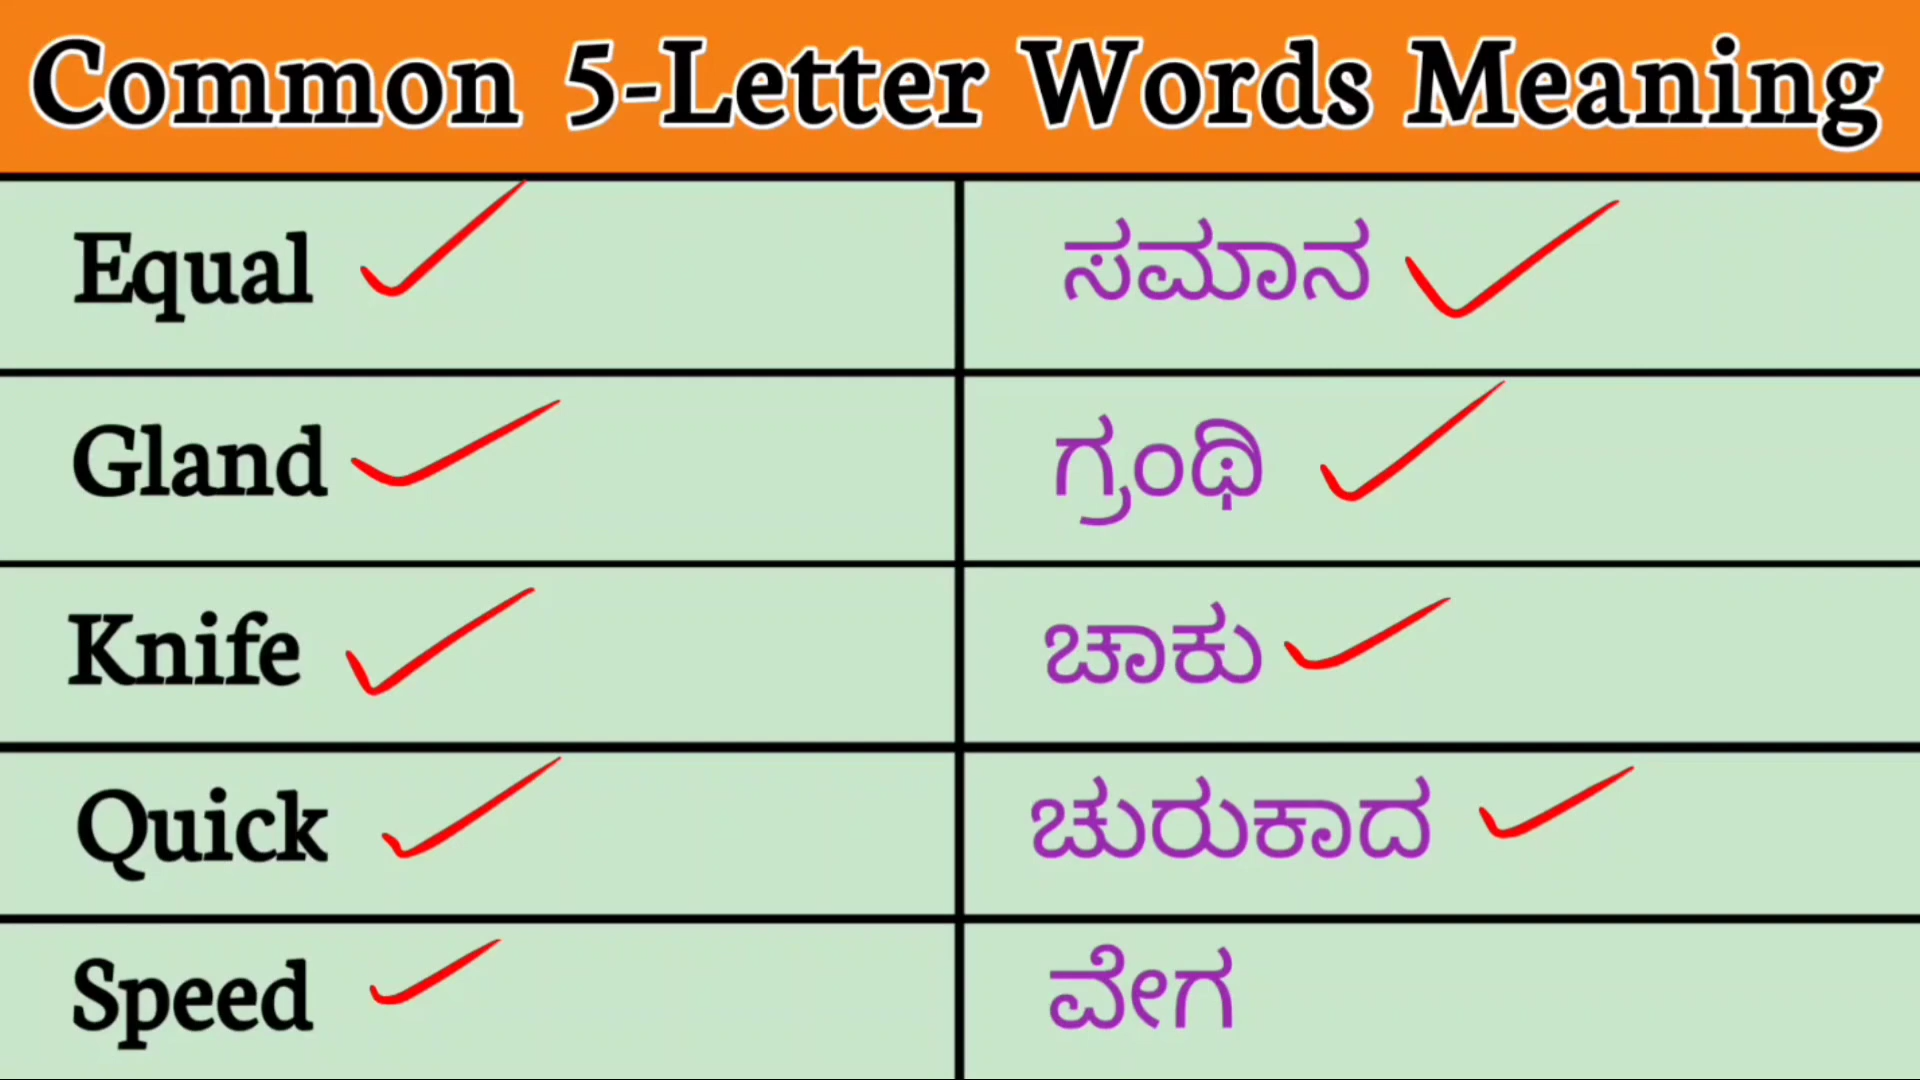 Common 5-Letter Words Meaning
Equal ಸಮಾನ
Gland ಗ್ರಂಥಿ
Knife ಚಾಕು
Quick ಚುರುಕಾದ
Speed ವೇಗ